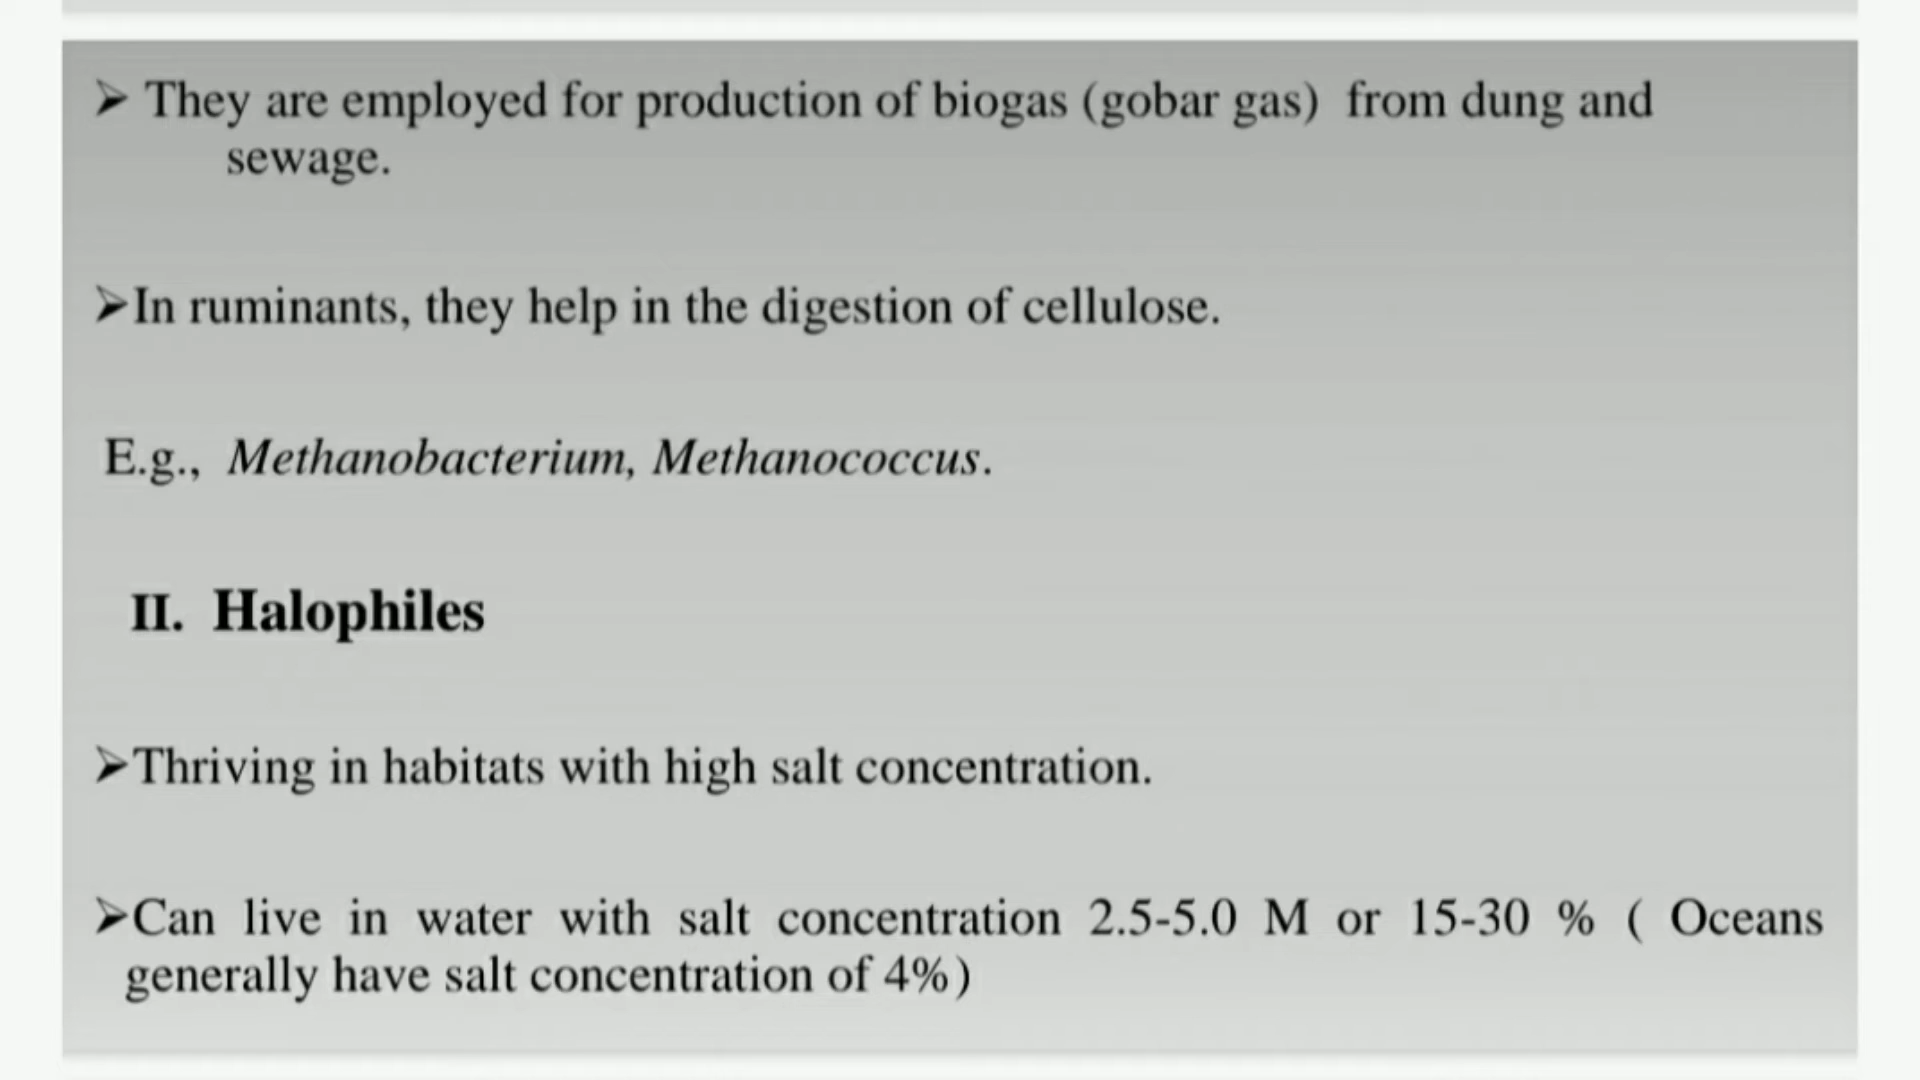 ➢ They are employed for production of biogas (gobar gas) from dung and
sewage.
➢In ruminants, they help in the digestion of cellulose.
E.g., Methanobacterium, Methanococcus.
II. Halophiles
➢Thriving in habitats with high salt concentration.
➢Can live in water with salt concentration 2.5-5.0 M or 15-30 % ( Oceans
generally have salt concentration of 4%)